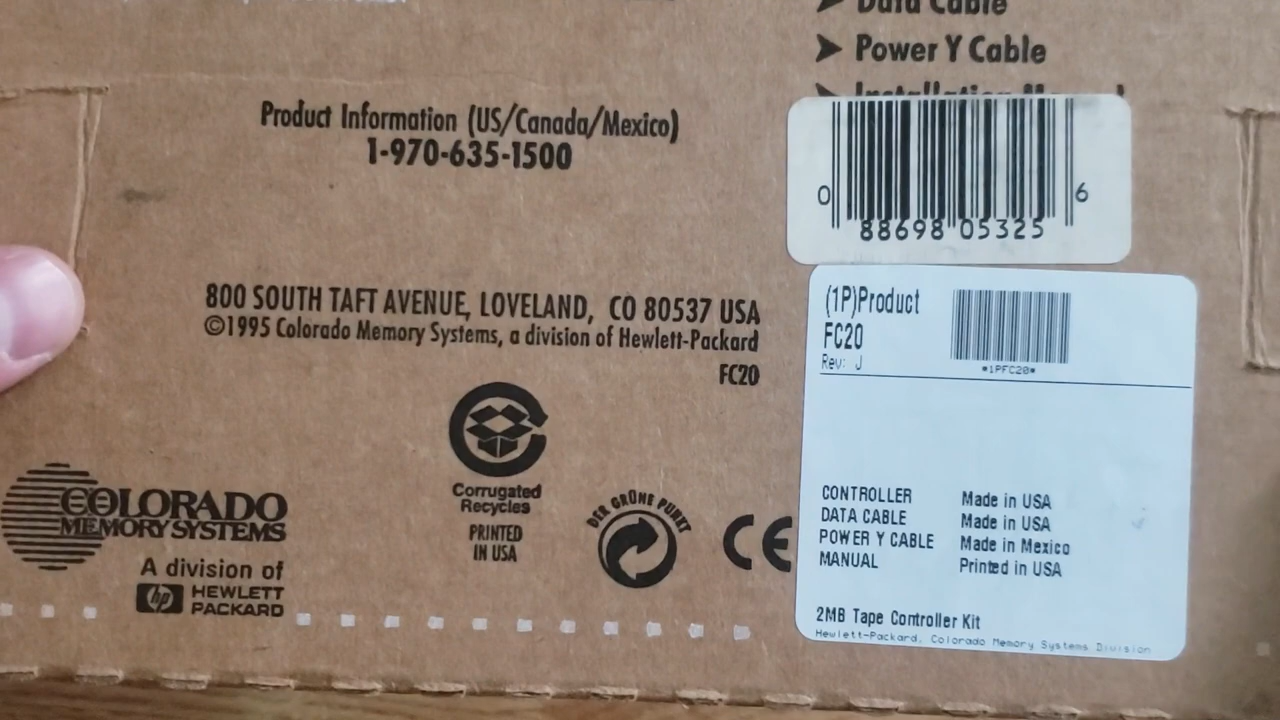 Data Cable
➤ Power Y Cable
Product Information (US/Canada/Mexico)
1-970-635-1500
0 88698 05325 6
800 SOUTH TAFT AVENUE, LOVELAND, CO 80537 USA
©1995 Colorado Memory Systems, a division of Hewlett-Packard
FC20
(1P)Product
FC20
Rev: J
*1PFC20*
Corrugated
Recycles
PRINTED
IN USA
DER GRÜNE PUNKT
CE
COLORADO
MEMORY SYSTEMS
A division of
hp HEWLETT
PACKARD
CONTROLLER Made in USA
DATA CABLE Made in USA
POWER Y CABLE Made in Mexico
MANUAL Printed in USA
2MB Tape Controller Kit
Hewlett-Packard, Colorado Memory Systems Division